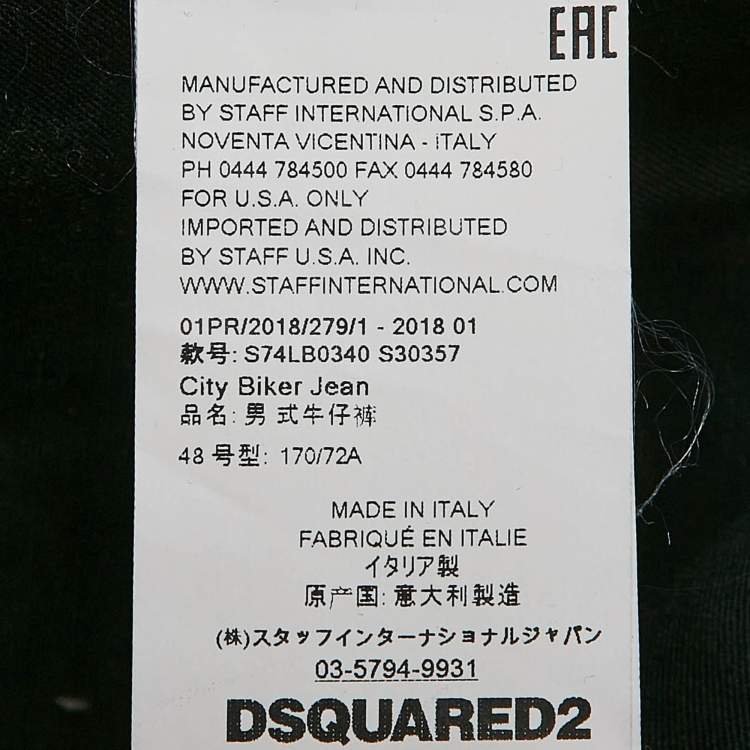 EAC
MANUFACTURED AND DISTRIBUTED
BY STAFF INTERNATIONAL S.P.A.
NOVENTA VICENTINA - ITALY
PH 0444 784500 FAX 0444 784580
FOR U.S.A. ONLY
IMPORTED AND DISTRIBUTED
BY STAFF U.S.A. INC.
WWW.STAFFINTERNATIONAL.COM
01PR/2018/279/1 - 2018 01
款号: S74LB0340 S30357
City Biker Jean
品名: 男 式牛仔裤
48 号型: 170/72A
MADE IN ITALY
FABRIQUÉ EN ITALIE
イタリア製
原产国: 意大利製造
(株)スタッフインターナショナルジャパン
03-5794-9931
DSQUARED2